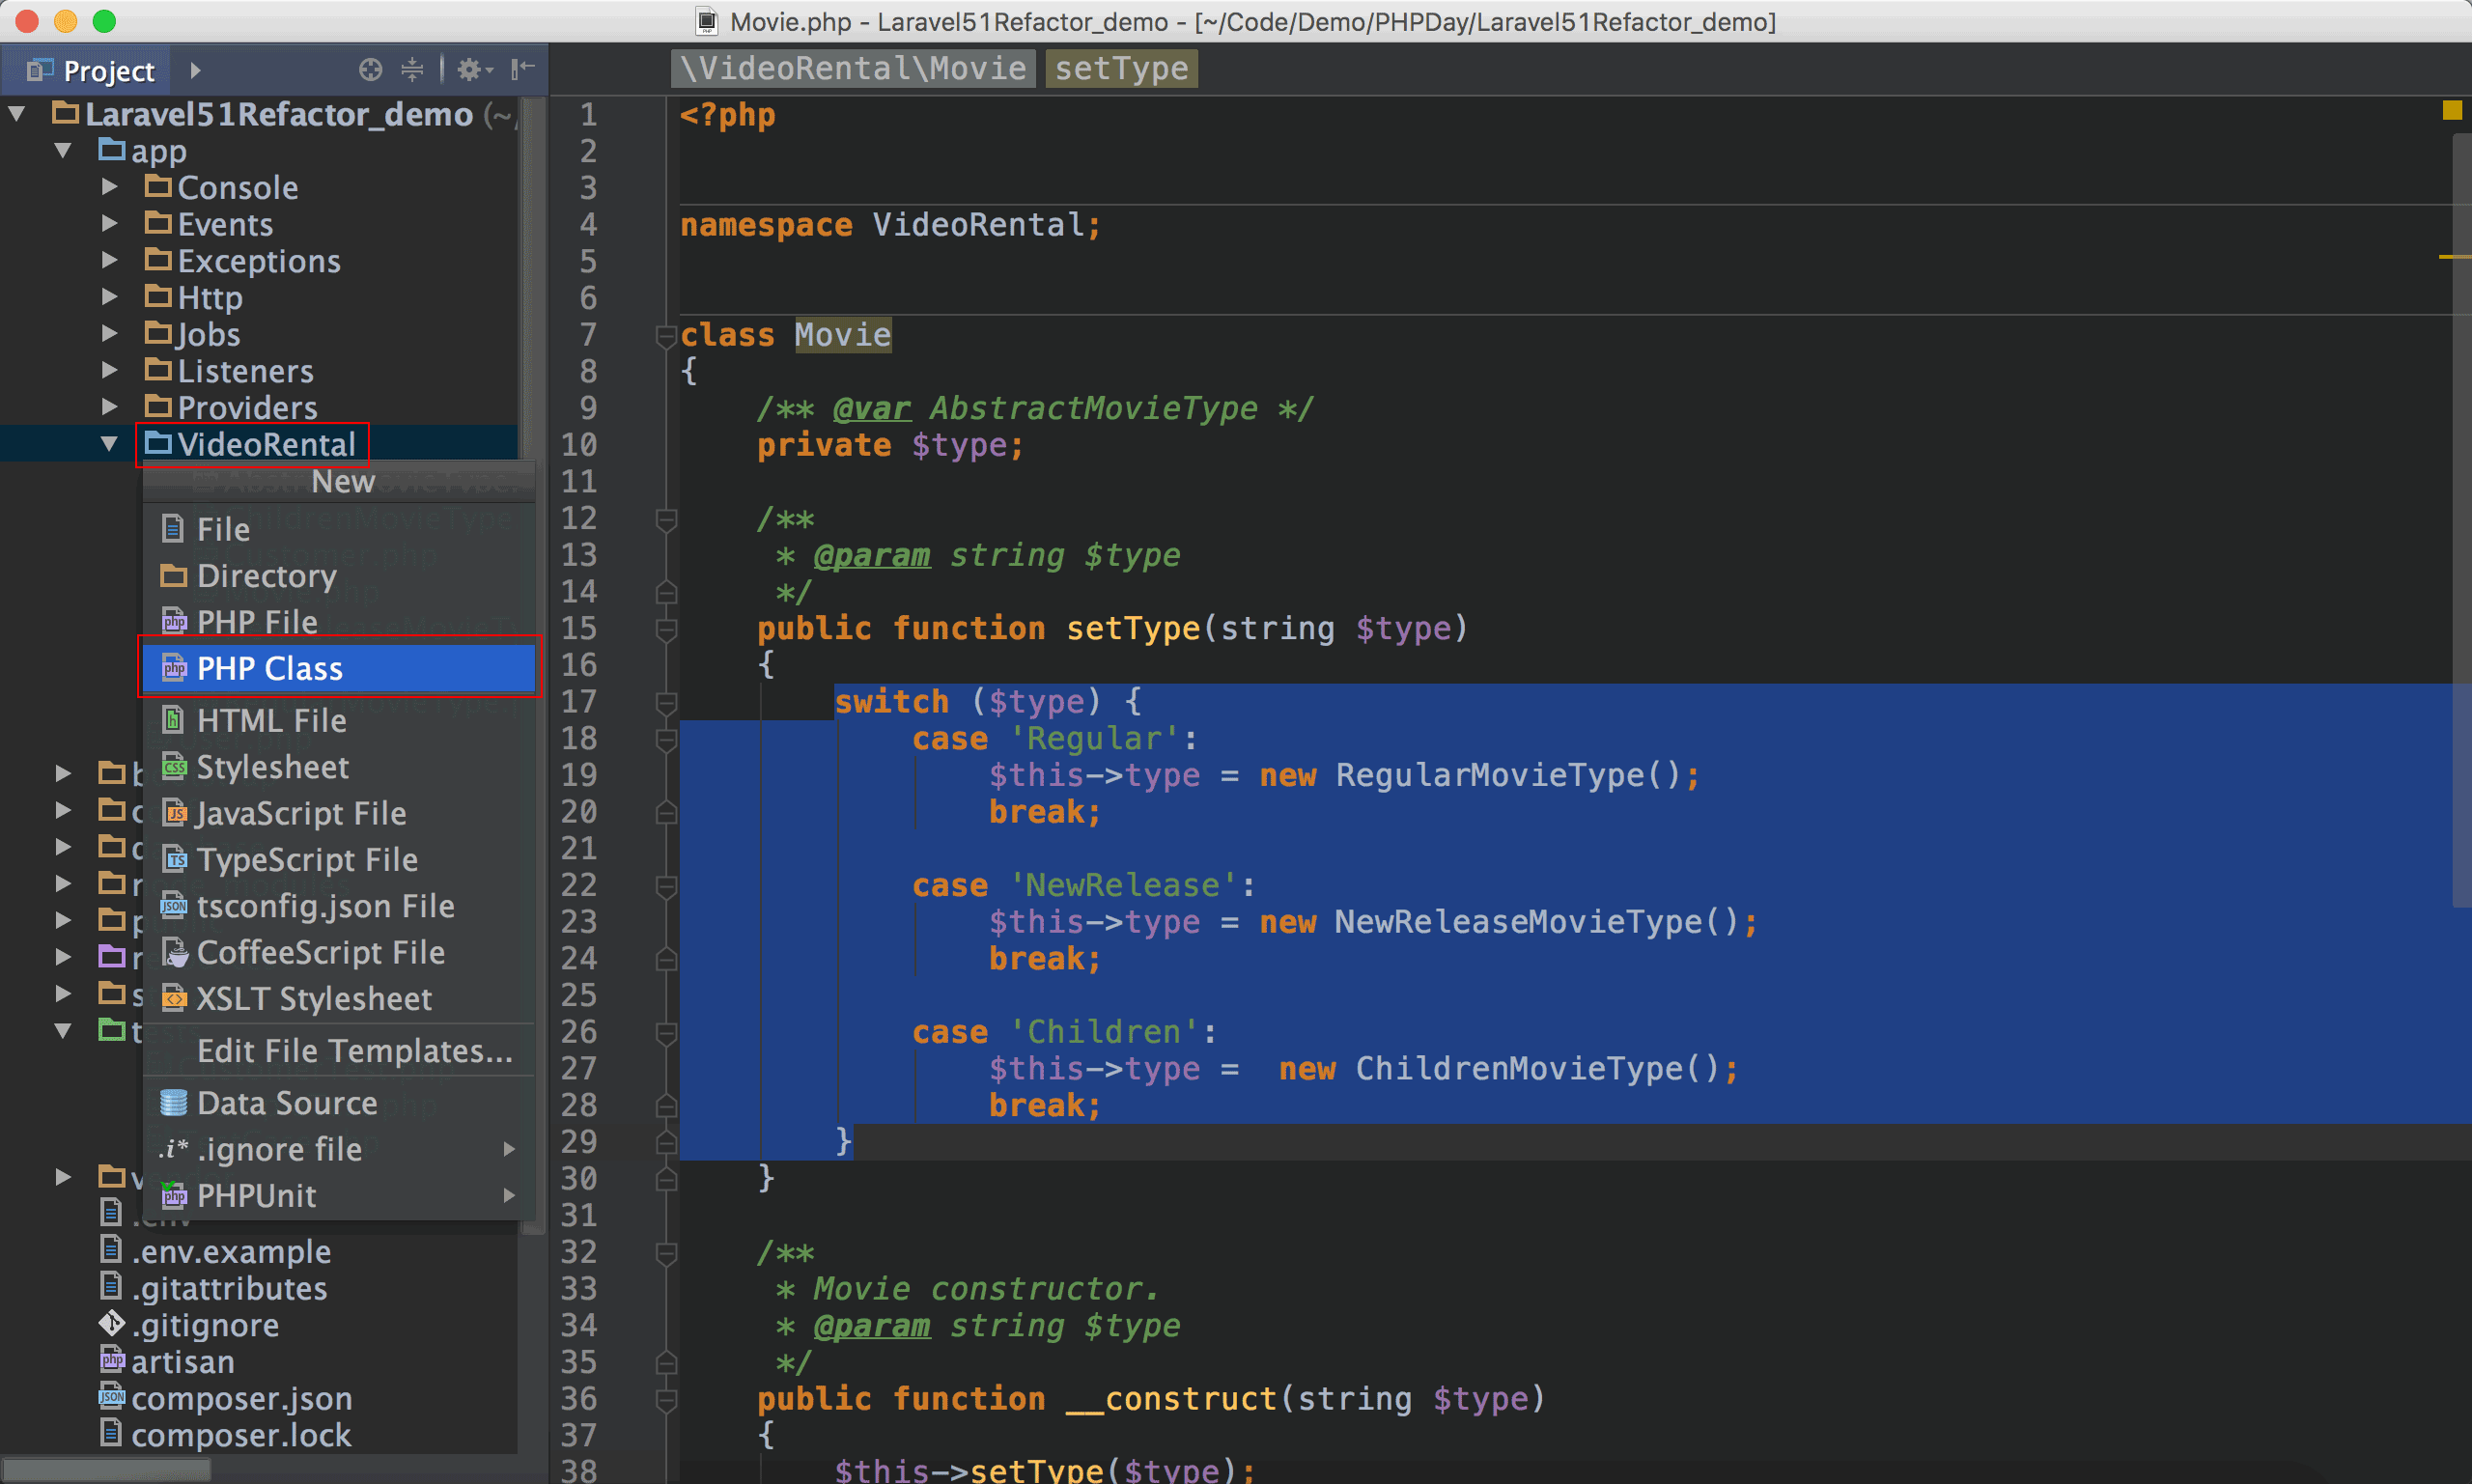 Movie.php - Laravel51Refactor_demo - [~/Code/Demo/PHPDay/Laravel51Refactor_demo]
Project
\VideoRental\Movie setType
Laravel51Refactor_demo (~/
app
Console
Events
Exceptions
Http
Jobs
Listeners
Providers
VideoRental
New
File
Directory
PHP File
PHP Class
HTML File
Stylesheet
JavaScript File
TypeScript File
tsconfig.json File
CoffeeScript File
XSLT Stylesheet
Edit File Templates...
Data Source
.ignore file
PHPUnit
.env
.env.example
.gitattributes
.gitignore
artisan
composer.json
composer.lock
1 <?php
2
3
4 namespace VideoRental;
5
6
7 class Movie
8 {
9 /** @var AbstractMovieType */
10 private $type;
11
12 /**
13 * @param string $type
14 */
15 public function setType(string $type)
16 {
17 switch ($type) {
18 case 'Regular':
19 $this->type = new RegularMovieType();
20 break;
21
22 case 'NewRelease':
23 $this->type = new NewReleaseMovieType();
24 break;
25
26 case 'Children':
27 $this->type =  new ChildrenMovieType();
28 break;
29 }
30 }
31
32 /**
33 * Movie constructor.
34 * @param string $type
35 */
36 public function __construct(string $type)
37 {
38 $this->setType($type);